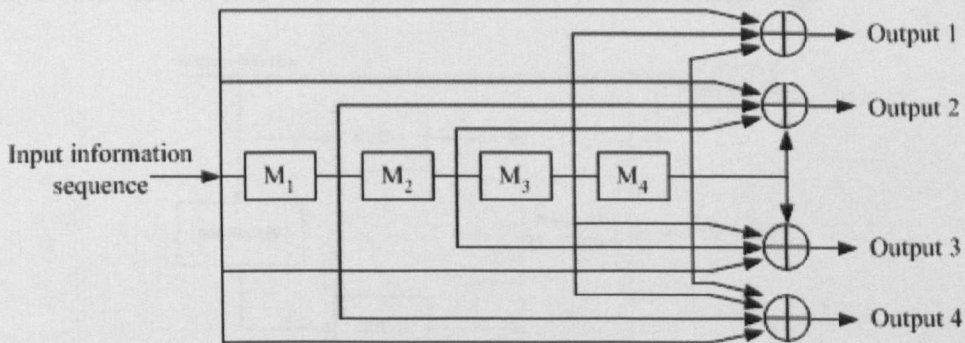 Output 1
Output 2
Input information
sequence
M1
M2
M3
M4
Output 3
Output 4